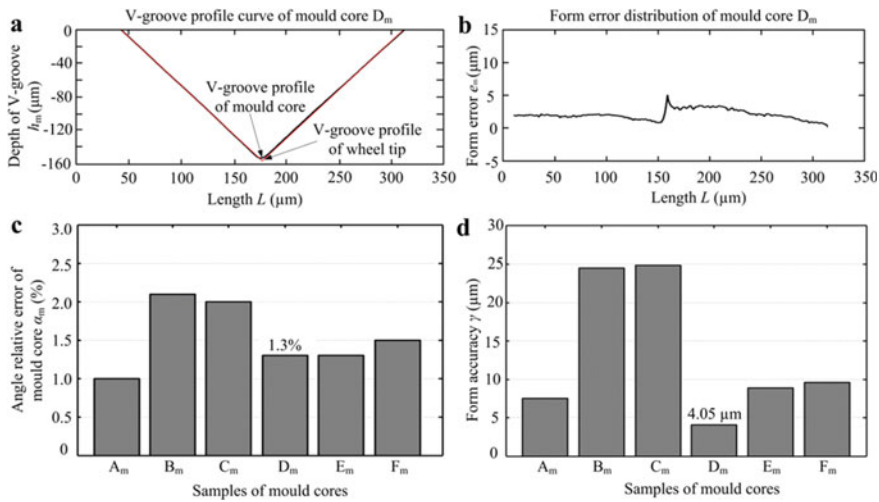 a
V-groove profile curve of mould core Dm
Depth of V-groove
hm (μm)
0
-40
-80
-120
-160
V-groove profile
of mould core
V-groove profile
of wheel tip
0 50 100 150 200 250 300 350
Length L (μm)
b
Form error distribution of mould core Dm
Form error em (μm)
15
10
5
0
-5
0 50 100 150 200 250 300 350
Length L (μm)
c
Angle relative error of
mould core αm (%)
3.0
2.5
2.0
1.5
1.0
0.5
0
1.3%
Am Bm Cm Dm Em Fm
Samples of mould cores
d
Form accuracy γ (μm)
30
25
20
15
10
5
0
4.05 μm
Am Bm Cm Dm Em Fm
Samples of mould cores